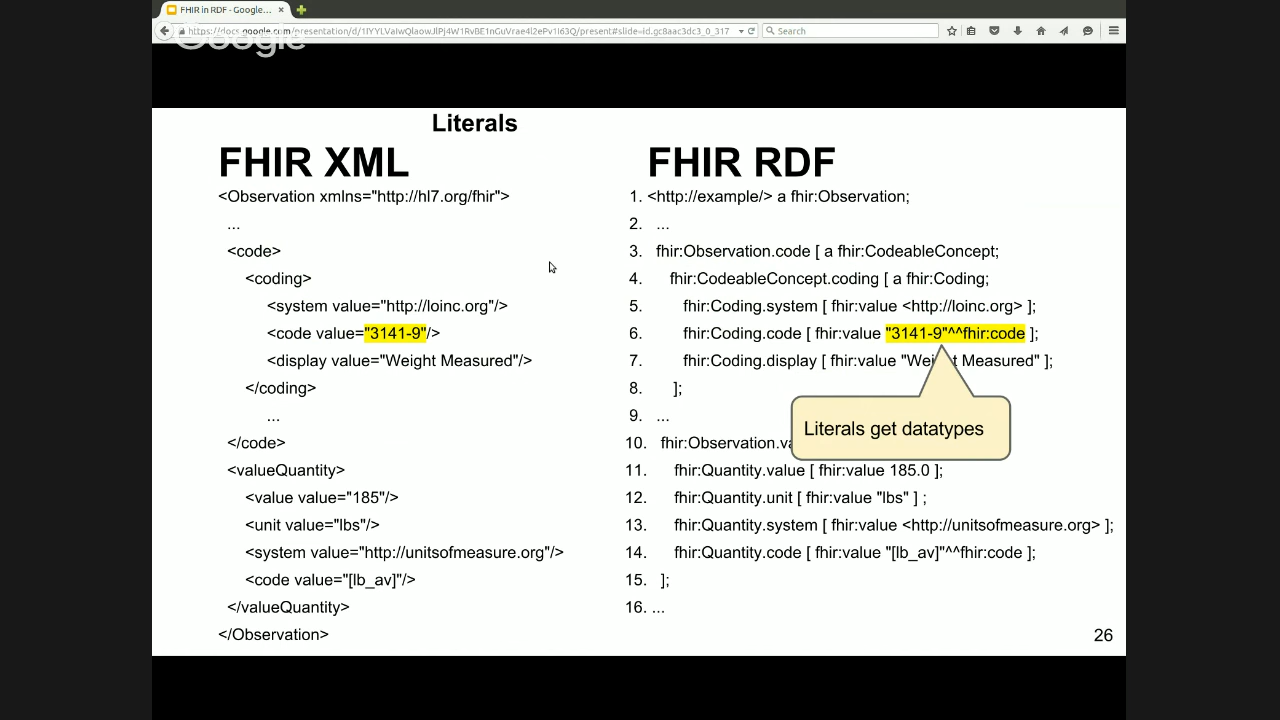 FHIR in RDF - Google...
Google
Search
Literals
FHIR XML
<Observation xmlns="http://hl7.org/fhir">
...
<code>
<coding>
<system value="http://loinc.org"/>
<code value="3141-9"/>
<display value="Weight Measured"/>
</coding>
...
</code>
<valueQuantity>
<value value="185"/>
<unit value="lbs"/>
<system value="http://unitsofmeasure.org"/>
<code value="[lb_av]"/>
</valueQuantity>
</Observation>
FHIR RDF
1. <http://example/> a fhir:Observation;
2. ...
3. fhir:Observation.code [ a fhir:CodeableConcept;
4. fhir:CodeableConcept.coding [ a fhir:Coding;
5. fhir:Coding.system [ fhir:value <http://loinc.org> ];
6. fhir:Coding.code [ fhir:value "3141-9"^^fhir:code ];
7. fhir:Coding.display [ fhir:value "Weight Measured" ];
8. ];
9. ...
Literals get datatypes
10. fhir:Observation.va
11. fhir:Quantity.value [ fhir:value 185.0 ];
12. fhir:Quantity.unit [ fhir:value "lbs" ] ;
13. fhir:Quantity.system [ fhir:value <http://unitsofmeasure.org> ];
14. fhir:Quantity.code [ fhir:value "[lb_av]"^^fhir:code ];
15. ];
16. ...
26